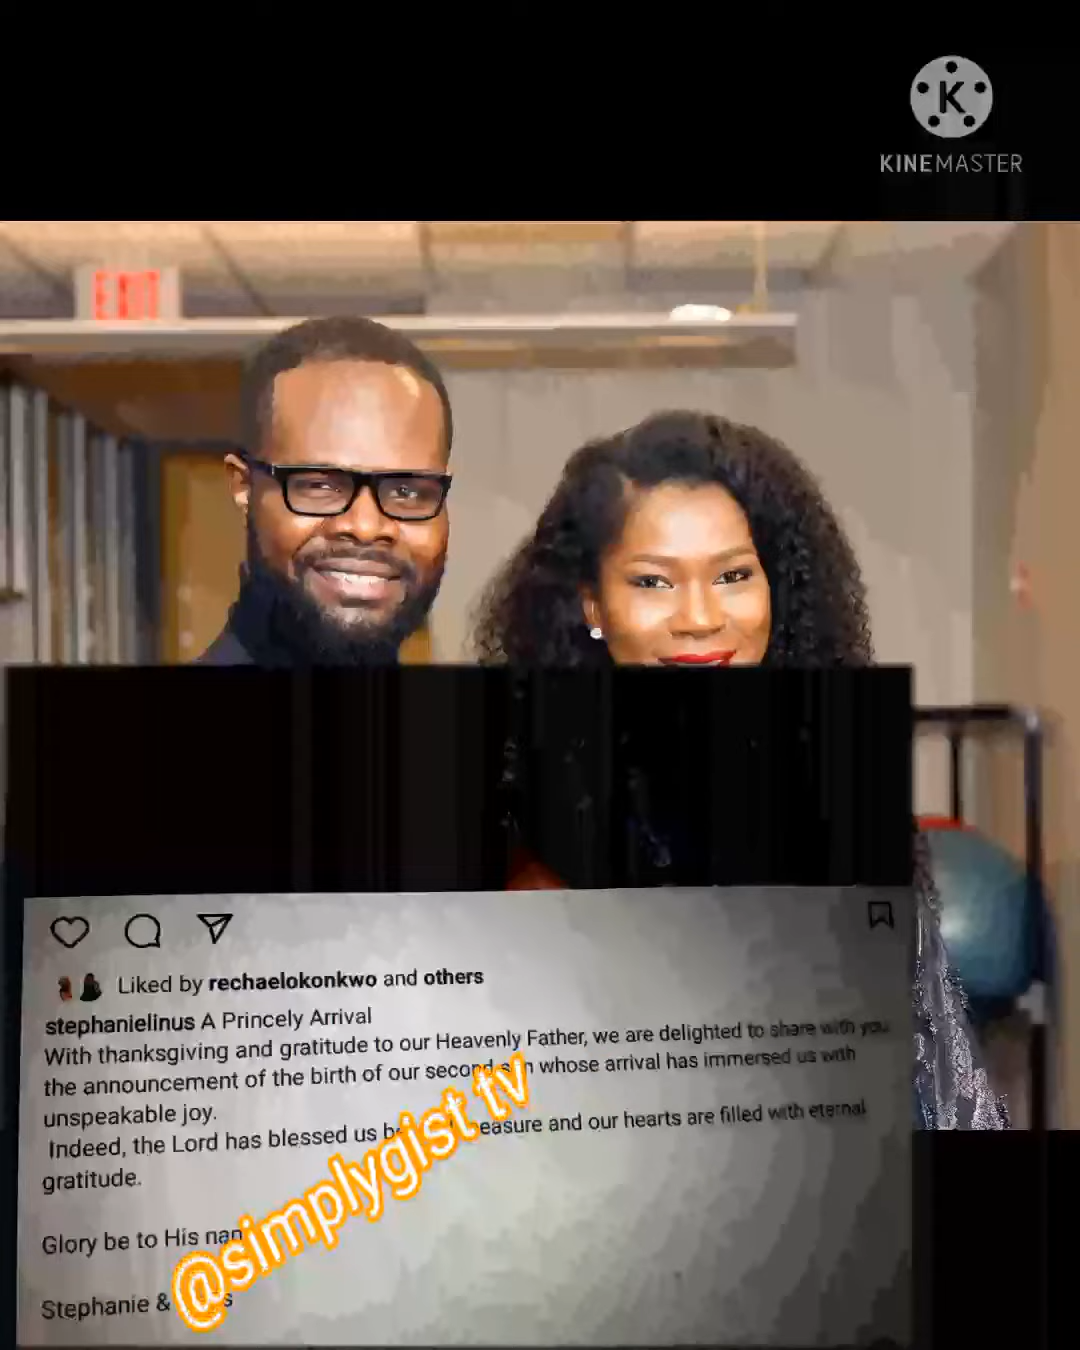 KINEMASTER
EXIT
Liked by rechaelokonkwo and others
stephanielinus A Princely Arrival
With thanksgiving and gratitude to our Heavenly Father, we are delighted to share with you
the announcement of the birth of our second whose arrival has immersed us with
unspeakable joy.
Indeed, the Lord has blessed us and our hearts are filled with eternal
gratitude.
Glory be to His
Stephanie &
@simplygist tv